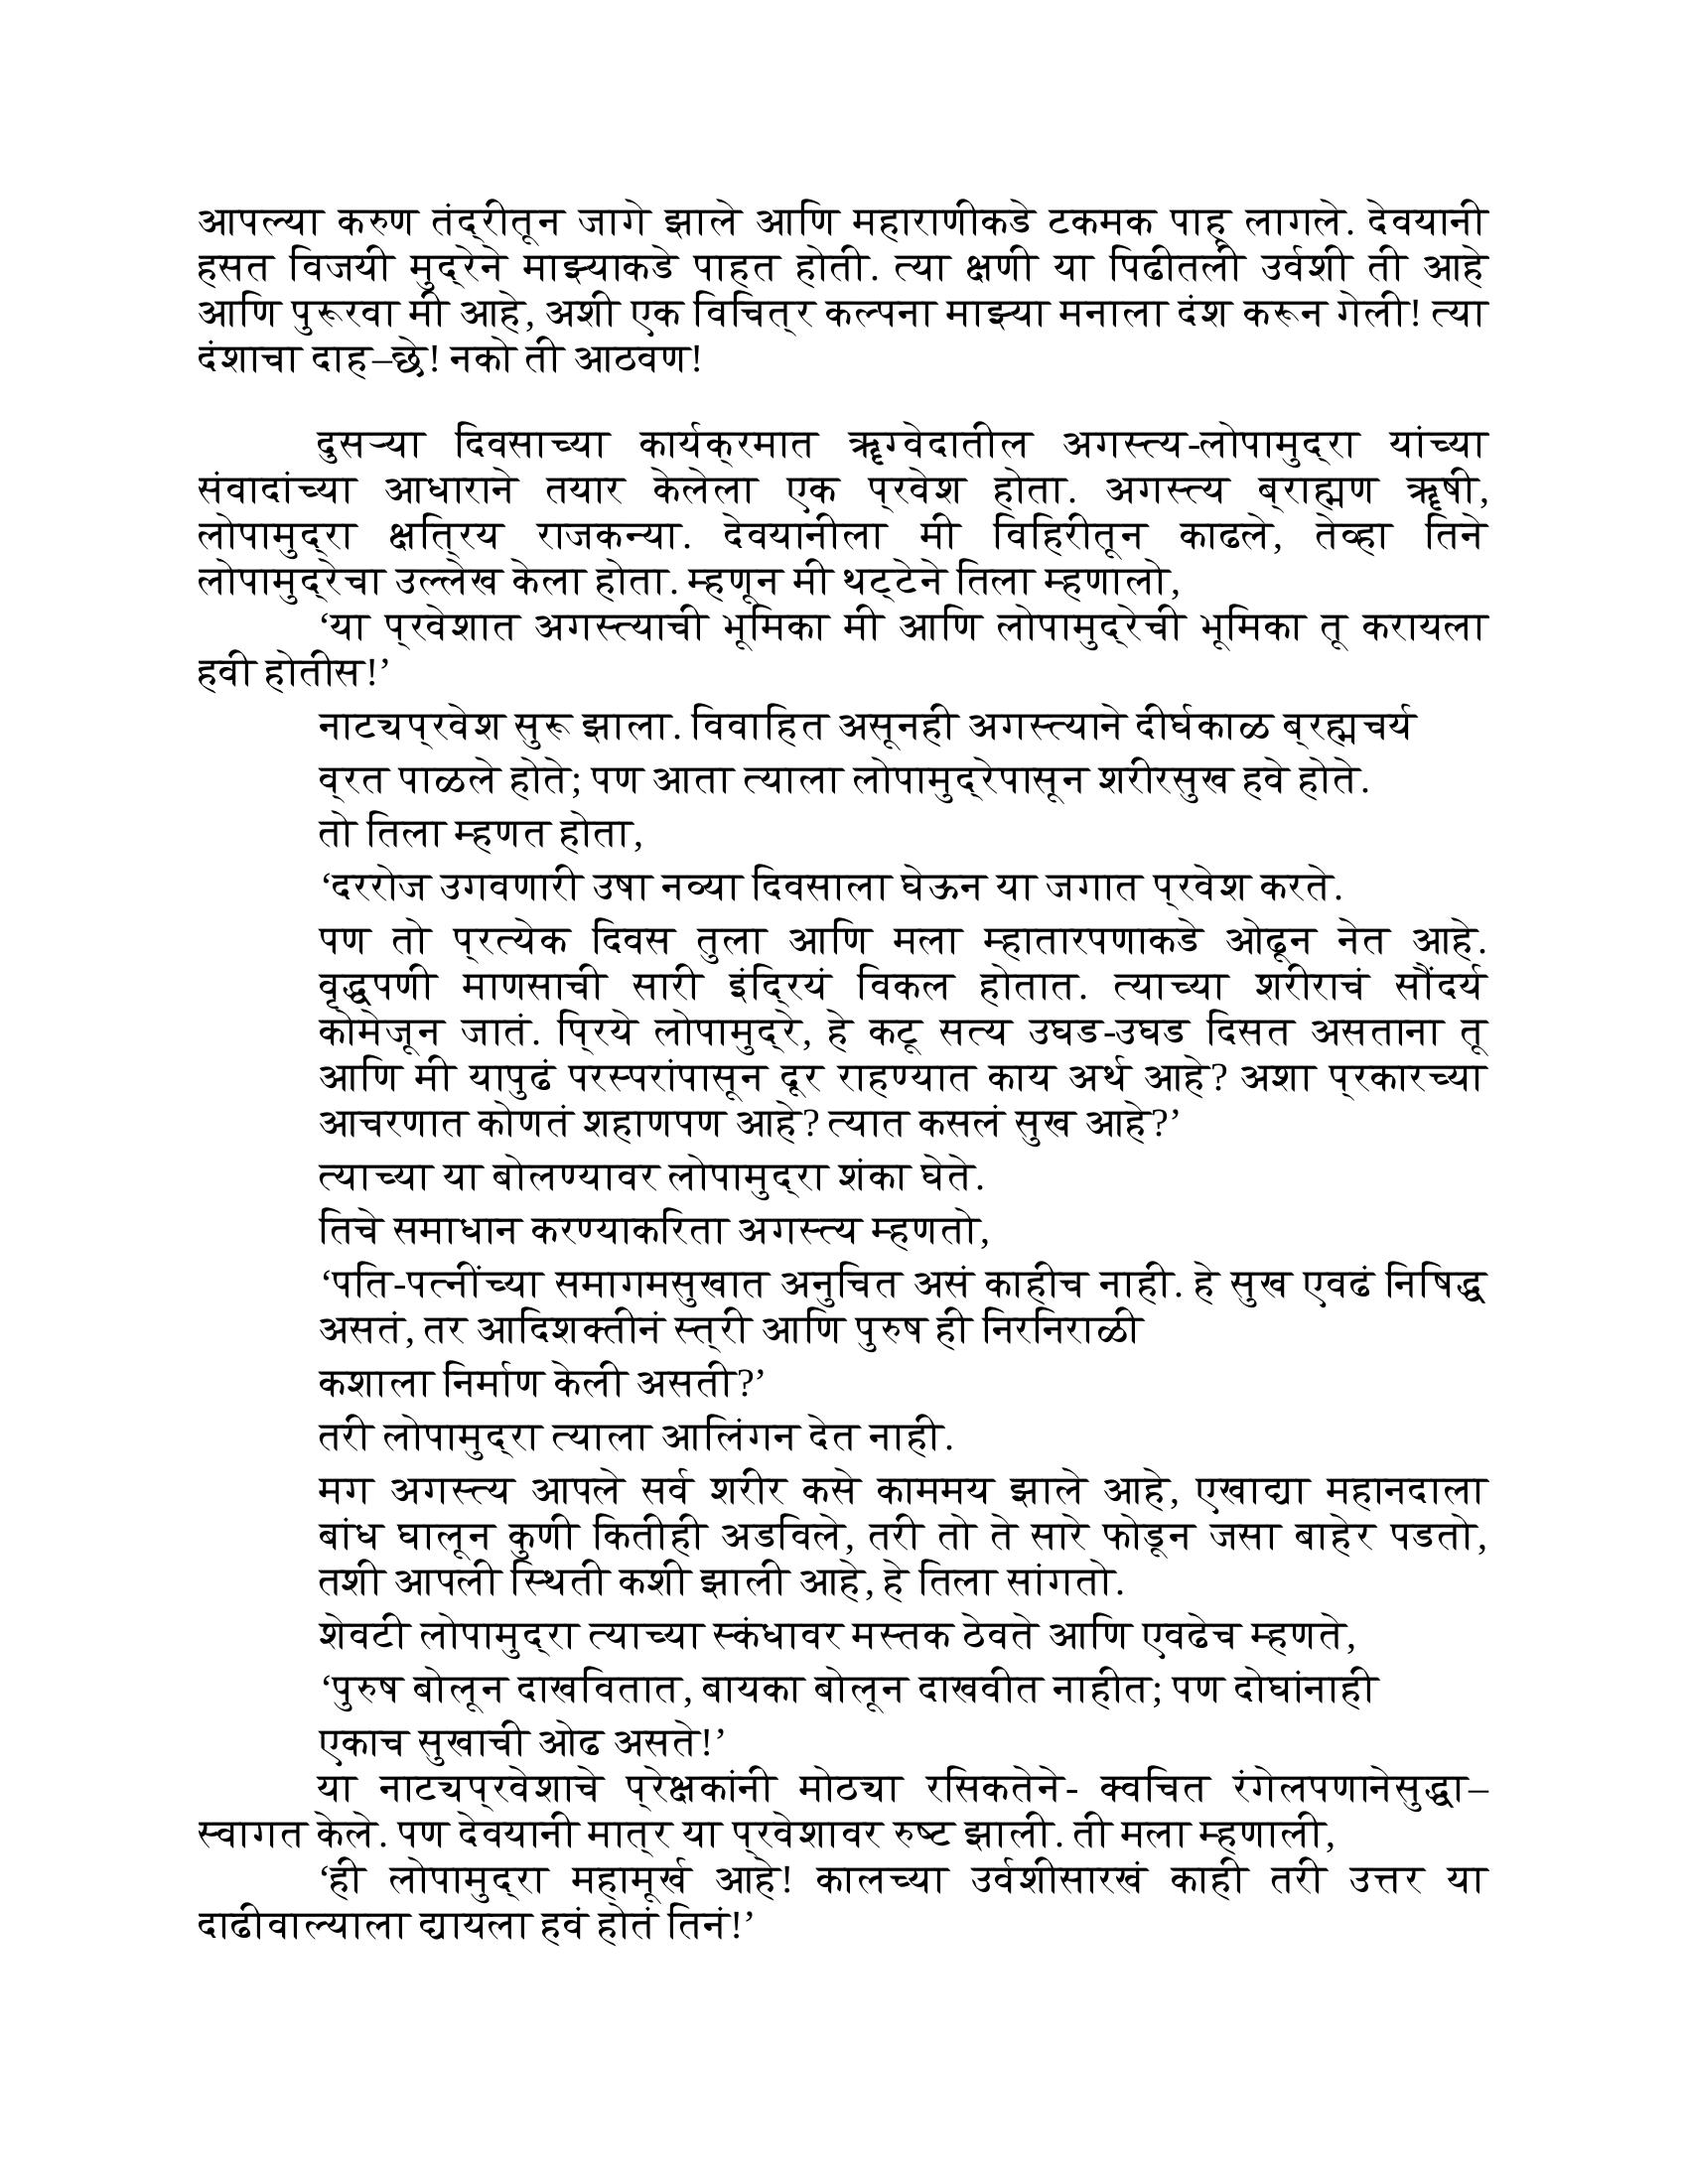 आपल्या करुण तंद्रीतून जागे झाले आणि महाराणीकडे टकमक पाहू लागले. देवयानी
हसत विजयी मुद्रेने माझ्याकडे पाहत होती. त्या क्षणी या पिढीतली उर्वशी ती आहे
आणि पुरूरवा मी आहे, अशी एक विचित्र कल्पना माझ्या मनाला दंश करून गेली! त्या
दंशाचा दाह–छे! नको ती आठवण!
दुसऱ्या दिवसाच्या कार्यक्रमात ॠग्वेदातील अगस्त्य-लोपामुद्रा यांच्या
संवादांच्या आधाराने तयार केलेला एक प्रवेश होता. अगस्त्य ब्राह्मण ॠषी,
लोपामुद्रा क्षत्रिय राजकन्या. देवयानीला मी विहिरीतून काढले, तेव्हा तिने
लोपामुद्रेचा उल्लेख केला होता. म्हणून मी थट्टेने तिला म्हणालो,
‘या प्रवेशात अगस्त्याची भूमिका मी आणि लोपामुद्रेची भूमिका तू करायला
हवी होतीस!’
नाट्यप्रवेश सुरू झाला. विवाहित असूनही अगस्त्याने दीर्घकाळ ब्रह्मचर्य
व्रत पाळले होते; पण आता त्याला लोपामुद्रेपासून शरीरसुख हवे होते.
तो तिला म्हणत होता,
‘दररोज उगवणारी उषा नव्या दिवसाला घेऊन या जगात प्रवेश करते.
पण तो प्रत्येक दिवस तुला आणि मला म्हातारपणाकडे ओढून नेत आहे.
वृद्धपणी माणसाची सारी इंद्रियं विकल होतात. त्याच्या शरीराचं सौंदर्य
कोमेजून जातं. प्रिये लोपामुद्रे, हे कटू सत्य उघड-उघड दिसत असताना तू
आणि मी यापुढं परस्परांपासून दूर राहण्यात काय अर्थ आहे? अशा प्रकारच्या
आचरणात कोणतं शहाणपण आहे? त्यात कसलं सुख आहे?’
त्याच्या या बोलण्यावर लोपामुद्रा शंका घेते.
तिचे समाधान करण्याकरिता अगस्त्य म्हणतो,
‘पति-पत्नींच्या समागमसुखात अनुचित असं काहीच नाही. हे सुख एवढं निषिद्ध
असतं, तर आदिशक्तीनं स्त्री आणि पुरुष ही निरनिराळी
कशाला निर्माण केली असती?’
तरी लोपामुद्रा त्याला आलिंगन देत नाही.
मग अगस्त्य आपले सर्व शरीर कसे काममय झाले आहे, एखाद्या महानदाला
बांध घालून कुणी कितीही अडविले, तरी तो ते सारे फोडून जसा बाहेर पडतो,
तशी आपली स्थिती कशी झाली आहे, हे तिला सांगतो.
शेवटी लोपामुद्रा त्याच्या स्कंधावर मस्तक ठेवते आणि एवढेच म्हणते,
‘पुरुष बोलून दाखवितात, बायका बोलून दाखवीत नाहीत; पण दोघांनाही
एकाच सुखाची ओढ असते!’
या नाट्यप्रवेशाचे प्रेक्षकांनी मोठ्या रसिकतेने- क्वचित रंगेलपणानेसुद्धा–
स्वागत केले. पण देवयानी मात्र या प्रवेशावर रुष्ट झाली. ती मला म्हणाली,
‘ही लोपामुद्रा महामूर्ख आहे! कालच्या उर्वशीसारखं काही तरी उत्तर या
दाढीवाल्याला द्यायला हवं होतं तिनं!’